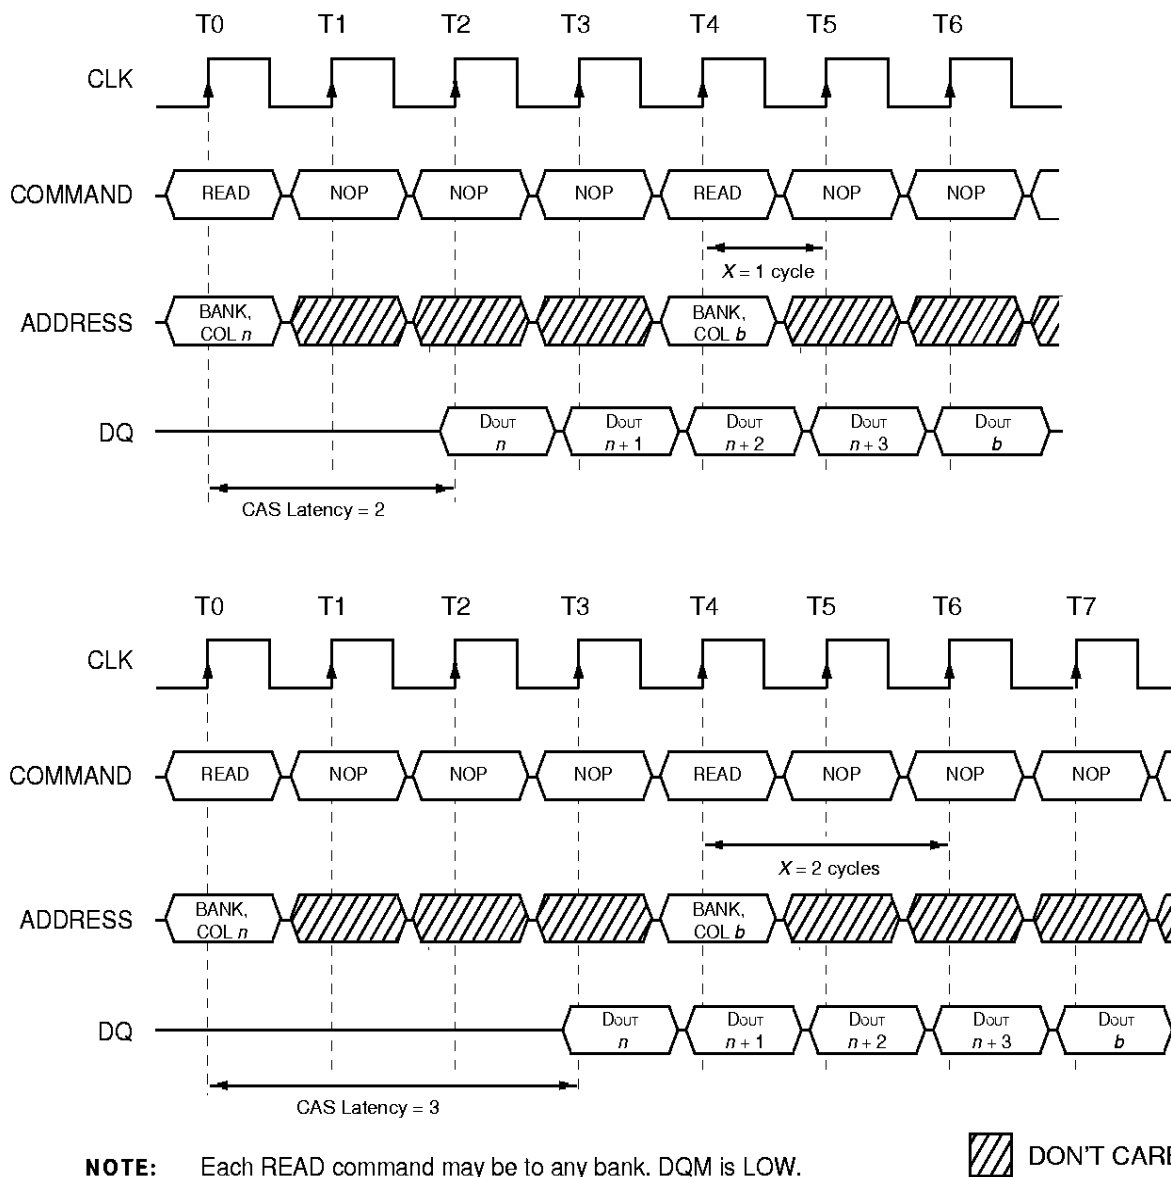 T0 T1 T2 T3 T4 T5 T6
CLK
COMMAND READ NOP NOP NOP READ NOP NOP
X = 1 cycle
ADDRESS BANK, COL n BANK, COL b
DQ DOUT n DOUT n + 1 DOUT n + 2 DOUT n + 3 DOUT b
CAS Latency = 2
T0 T1 T2 T3 T4 T5 T6 T7
CLK
COMMAND READ NOP NOP NOP READ NOP NOP NOP
X = 2 cycles
ADDRESS BANK, COL n BANK, COL b
DQ DOUT n DOUT n + 1 DOUT n + 2 DOUT n + 3 DOUT b
CAS Latency = 3
NOTE: Each READ command may be to any bank. DQM is LOW.
DON'T CARE